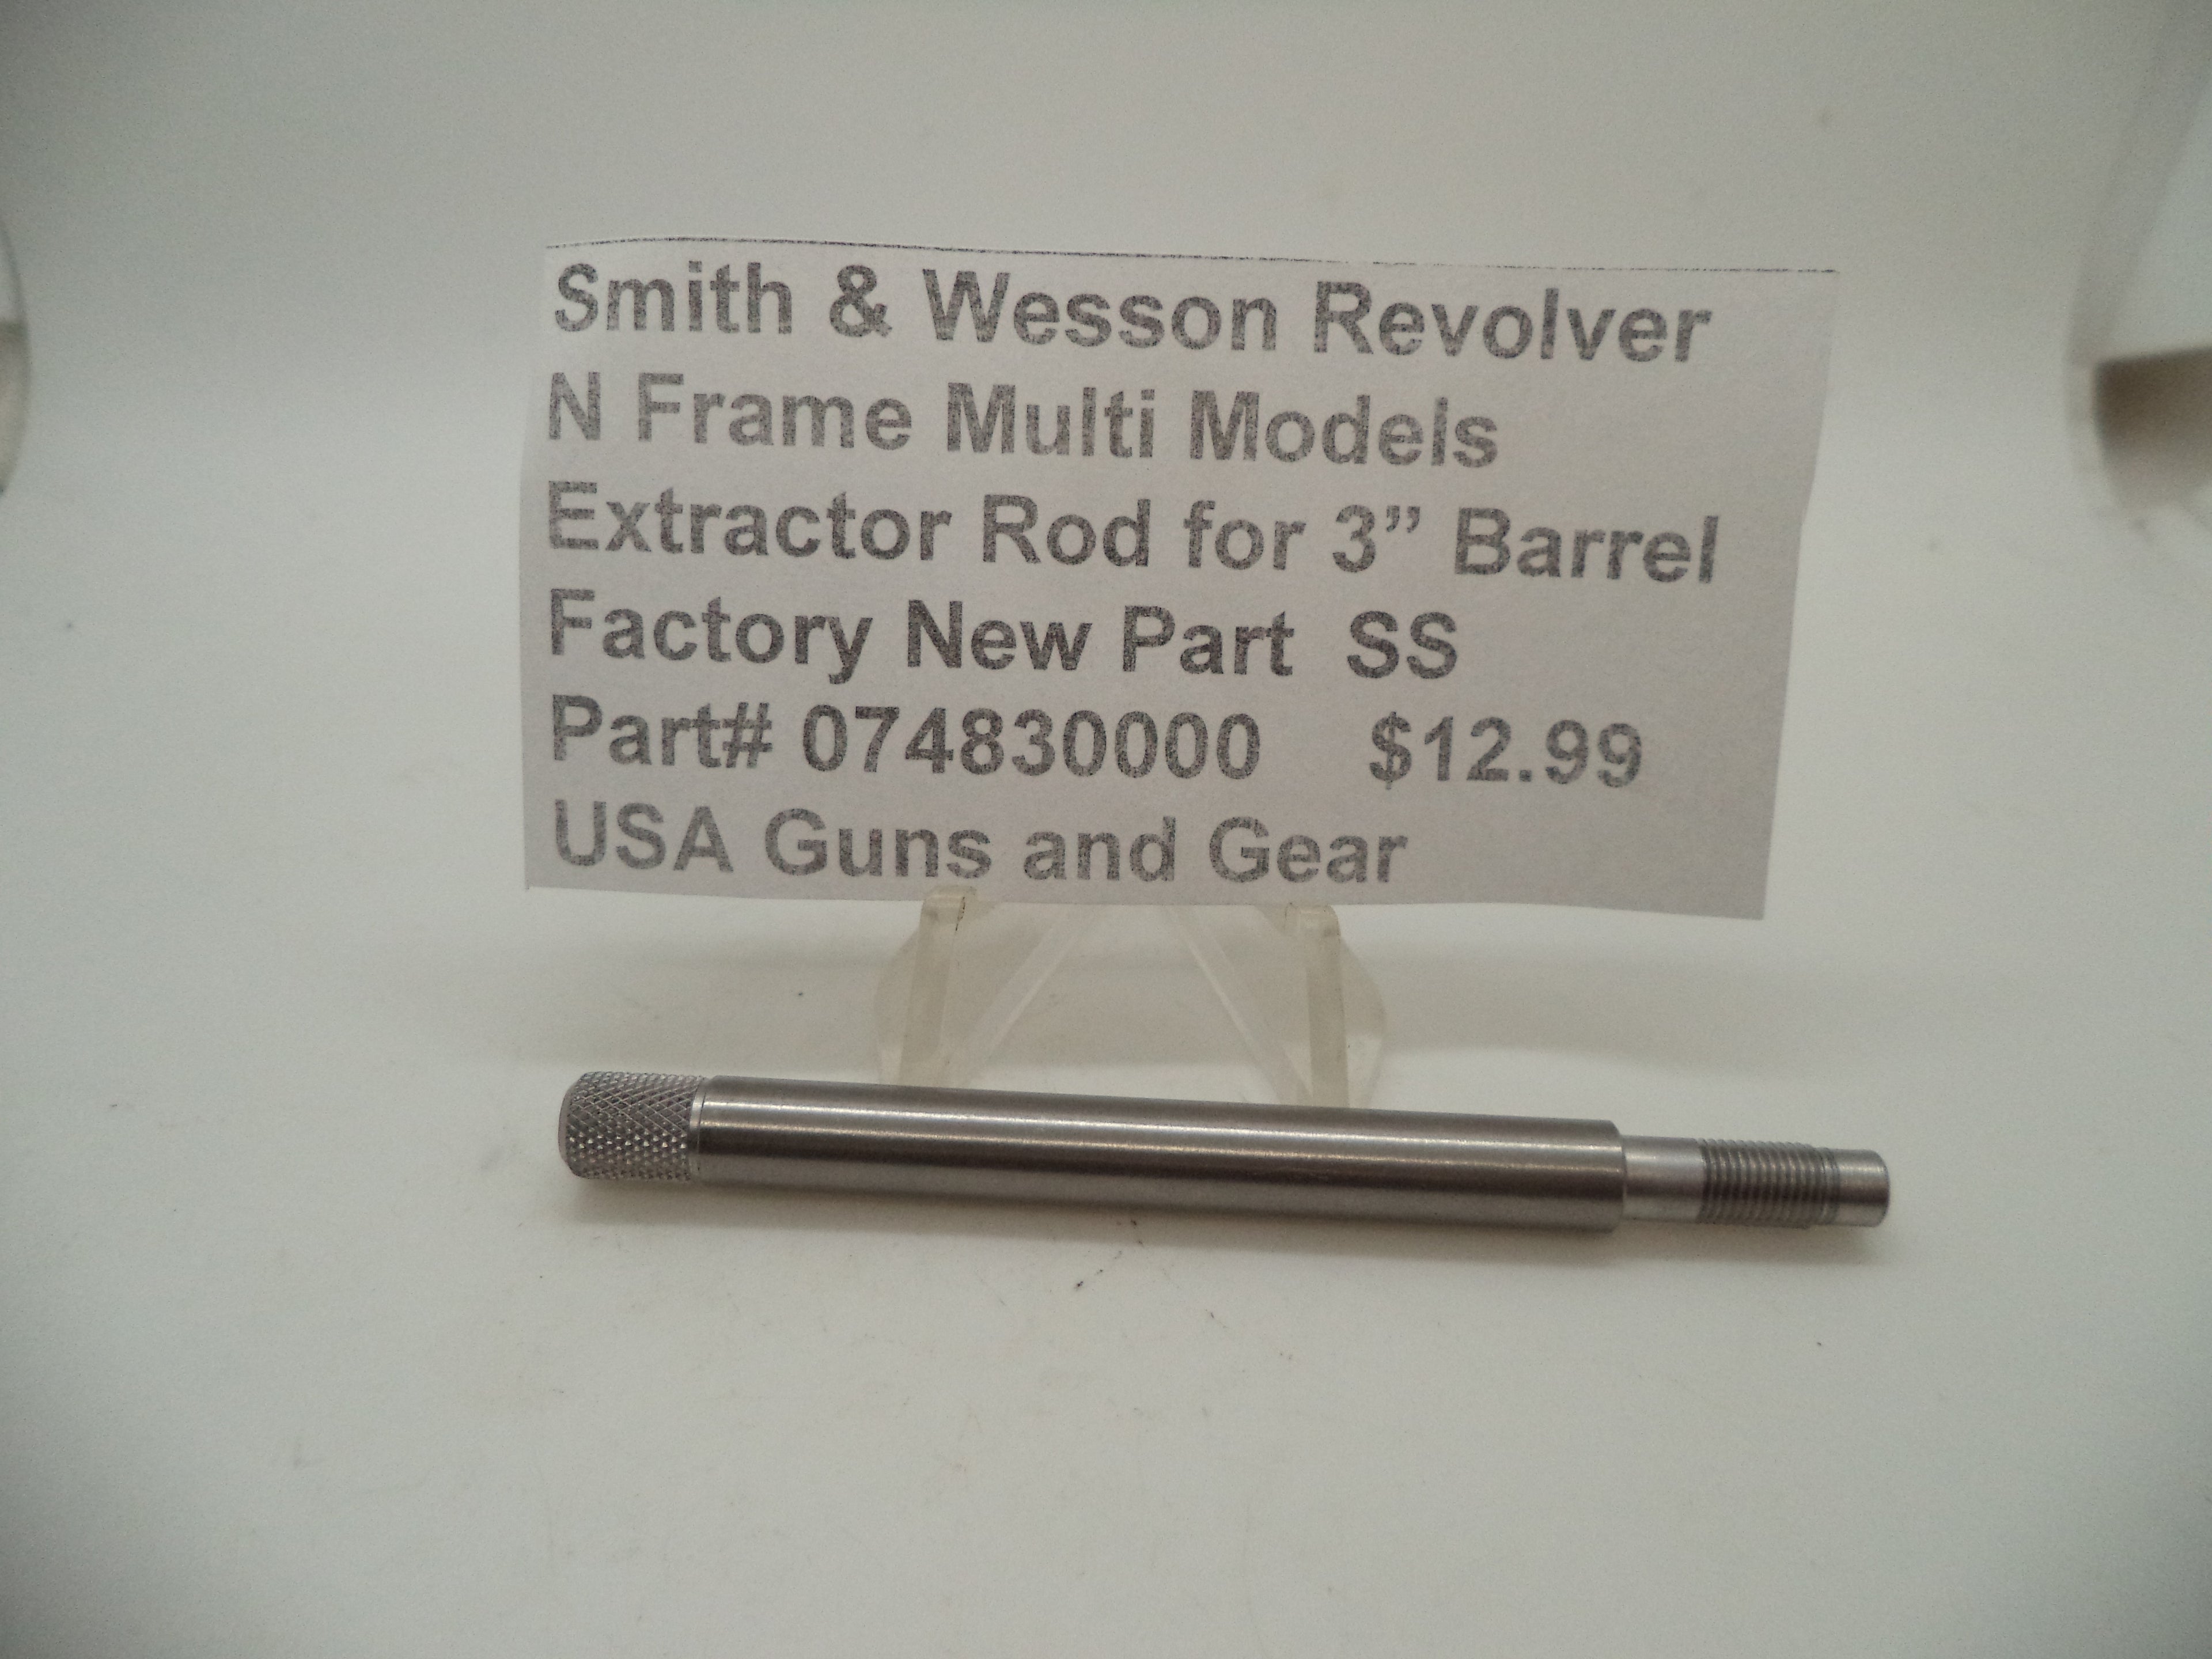 Smith & Wesson Revolver
N Frame Multi Models
Extractor Rod for 3” Barrel
Factory New Part SS
Part# 074830000 $12.99
USA Guns and Gear